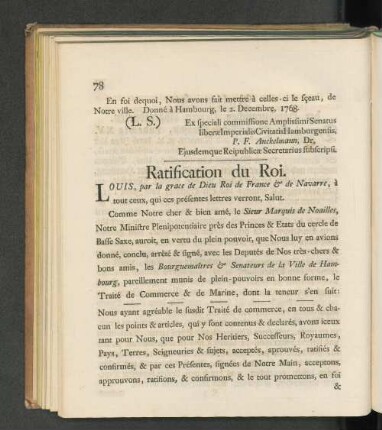 78
En foi dequoi, Nous avons fait mettre à celles-ci le sçeau, de
Notre ville. Donné à Hambourg, le 2. Decembre, 1768.
(L. S.) Ex speciali commissione Amplissimi Senatus
liberæ Imperialis Civitatis Hamburgensis,
P. F. Anckelmann, Dr,
Ejusdemque Reipublicæ Secretarius subscripsi.
Ratification du Roi.
LOUIS, par la grace de Dieu Roi de France & de Navarre, à
tout ceux, qui ces présentes lettres verront, Salut.
Comme Notre cher & bien amé, le Sieur Marquis de Noailles,
Notre Ministre Plenipotentiaire près des Princes & Etats du cercle de
Basse Saxe, auroit, en vertu du plein pouvoir, que Nous luy en avions
donné, conclu, arrêté & signé, avec les Deputés de Nos très-chers &
bons amis, les Bourguemaitres & Senateurs de la Ville de Ham-
bourg, pareillement munis de plein-pouvoirs en bonne forme, le
Traité de Commerce & de Marine, dont la teneur s'en suit:
Nous ayant agréable le susdit Traité de commerce, en tous & cha-
cun les points & articles, qui y sont contenus & declarés, avons iceux
tant pour Nous, que pour Nos Heritiers, Successeurs, Royaumes,
Pays, Terres, Seigneuries & sujets, acceptés, aprouvés, ratifiés &
confirmés, & par ces Présentes, signées de Notre Main, acceptons,
approuvons, ratifions, & confirmons, & le tout promettons, en foi
&